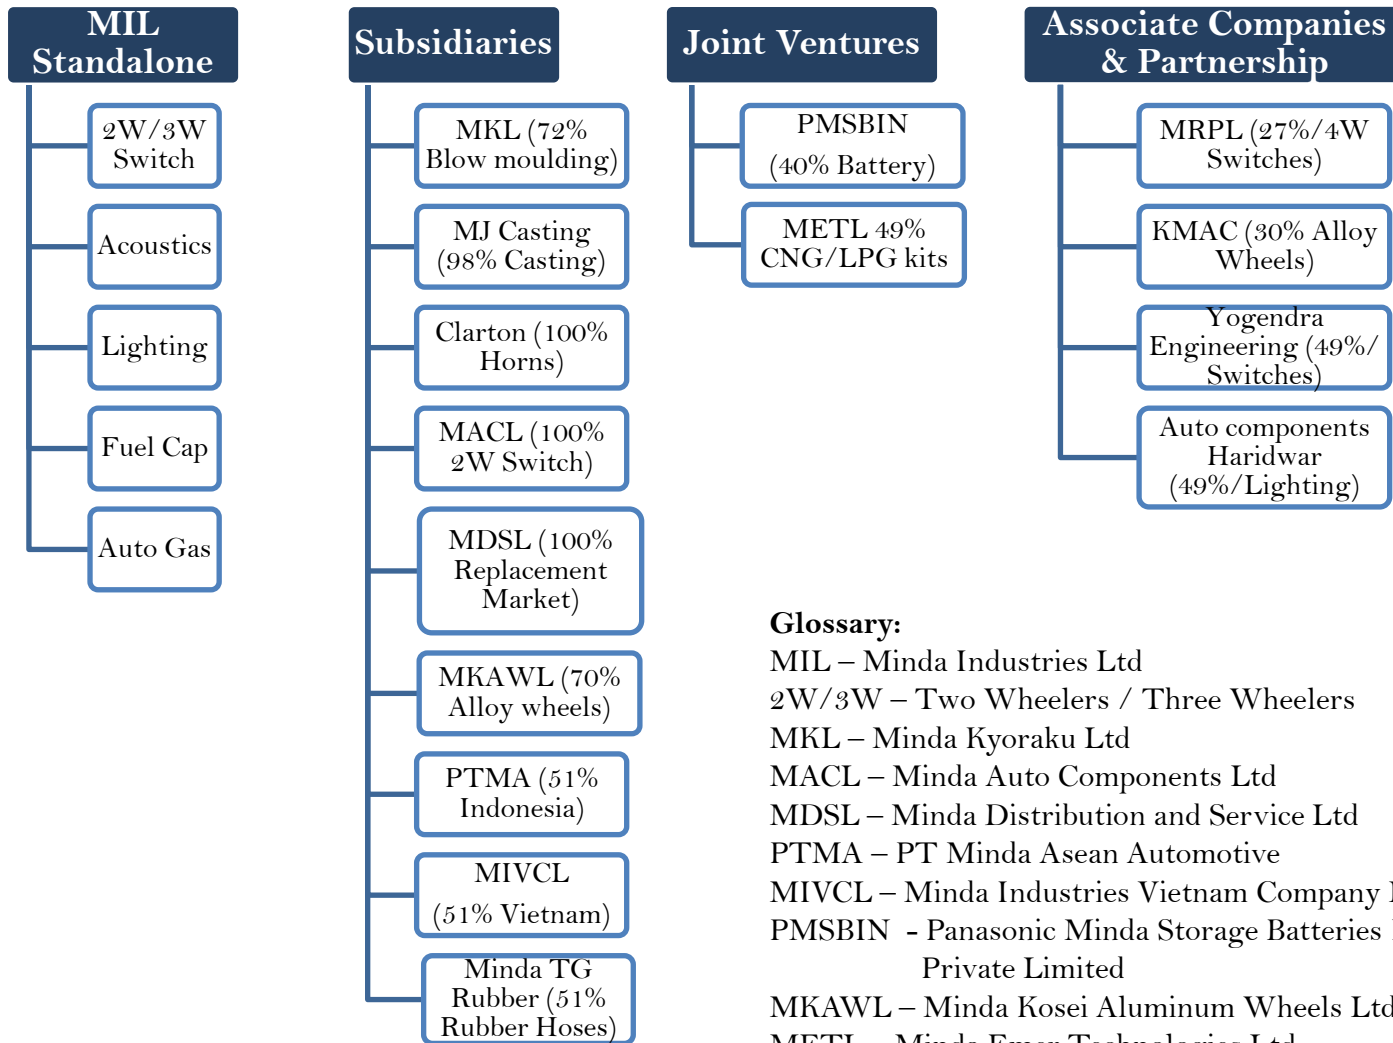 MIL
Standalone
2W/3W
Switch
Acoustics
Lighting
Fuel Cap
Auto Gas
Subsidiaries
MKL (72%
Blow moulding)
MJ Casting
(98% Casting)
Clarton (100%
Horns)
MACL (100%
2W Switch)
MDSL (100%
Replacement
Market)
MKAWL (70%
Alloy wheels)
PTMA (51%
Indonesia)
MIVCL
(51% Vietnam)
Minda TG
Rubber (51%
Rubber Hoses)
Joint Ventures
PMSBIN
(40% Battery)
METL 49%
CNG/LPG kits
Associate Companies
& Partnership
MRPL (27%/4W
Switches)
KMAC (30% Alloy
Wheels)
Yogendra
Engineering (49%/
Switches)
Auto components
Haridwar
(49%/Lighting)
Glossary:
MIL – Minda Industries Ltd
2W/3W – Two Wheelers / Three Wheelers
MKL – Minda Kyoraku Ltd
MACL – Minda Auto Components Ltd
MDSL – Minda Distribution and Service Ltd
PTMA – PT Minda Asean Automotive
MIVCL – Minda Industries Vietnam Company
PMSBIN - Panasonic Minda Storage Batteries
Private Limited
MKAWL – Minda Kosei Aluminum Wheels Ltd
METL – Minda Emer Technologies Ltd